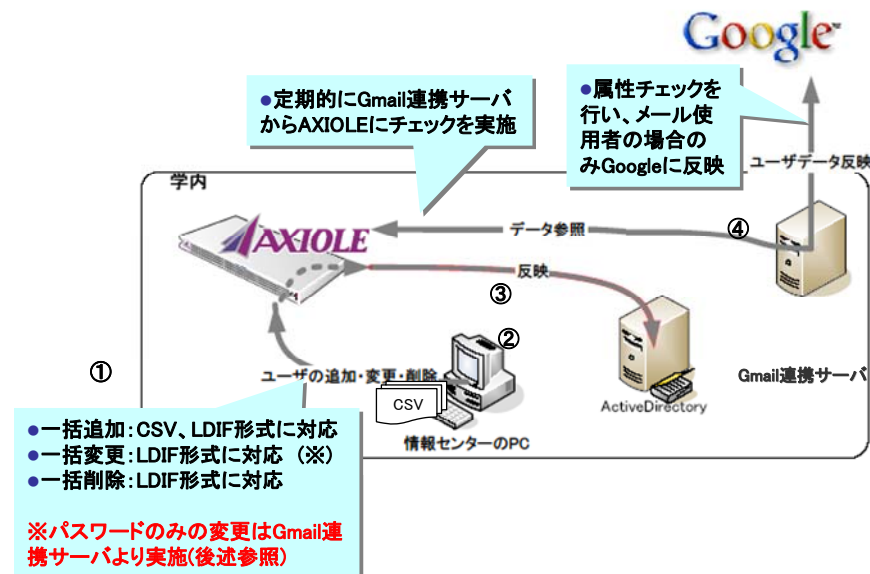 Google™
●定期的にGmail連携サーバ
からAXIOLEにチェックを実施
●属性チェックを
行い、メール使
用者の場合の
みGoogleに反映
ユーザデータ反映
学内
AXIOLE
データ参照
④
反映
③
②
①
ユーザの追加・変更・削除
CSV
情報センターのPC
ActiveDirectory
Gmail連携サーバ
●一括追加：CSV、LDIF形式に対応
●一括変更：LDIF形式に対応 （※）
●一括削除：LDIF形式に対応
※パスワードのみの変更はGmail連
携サーバより実施(後述参照)